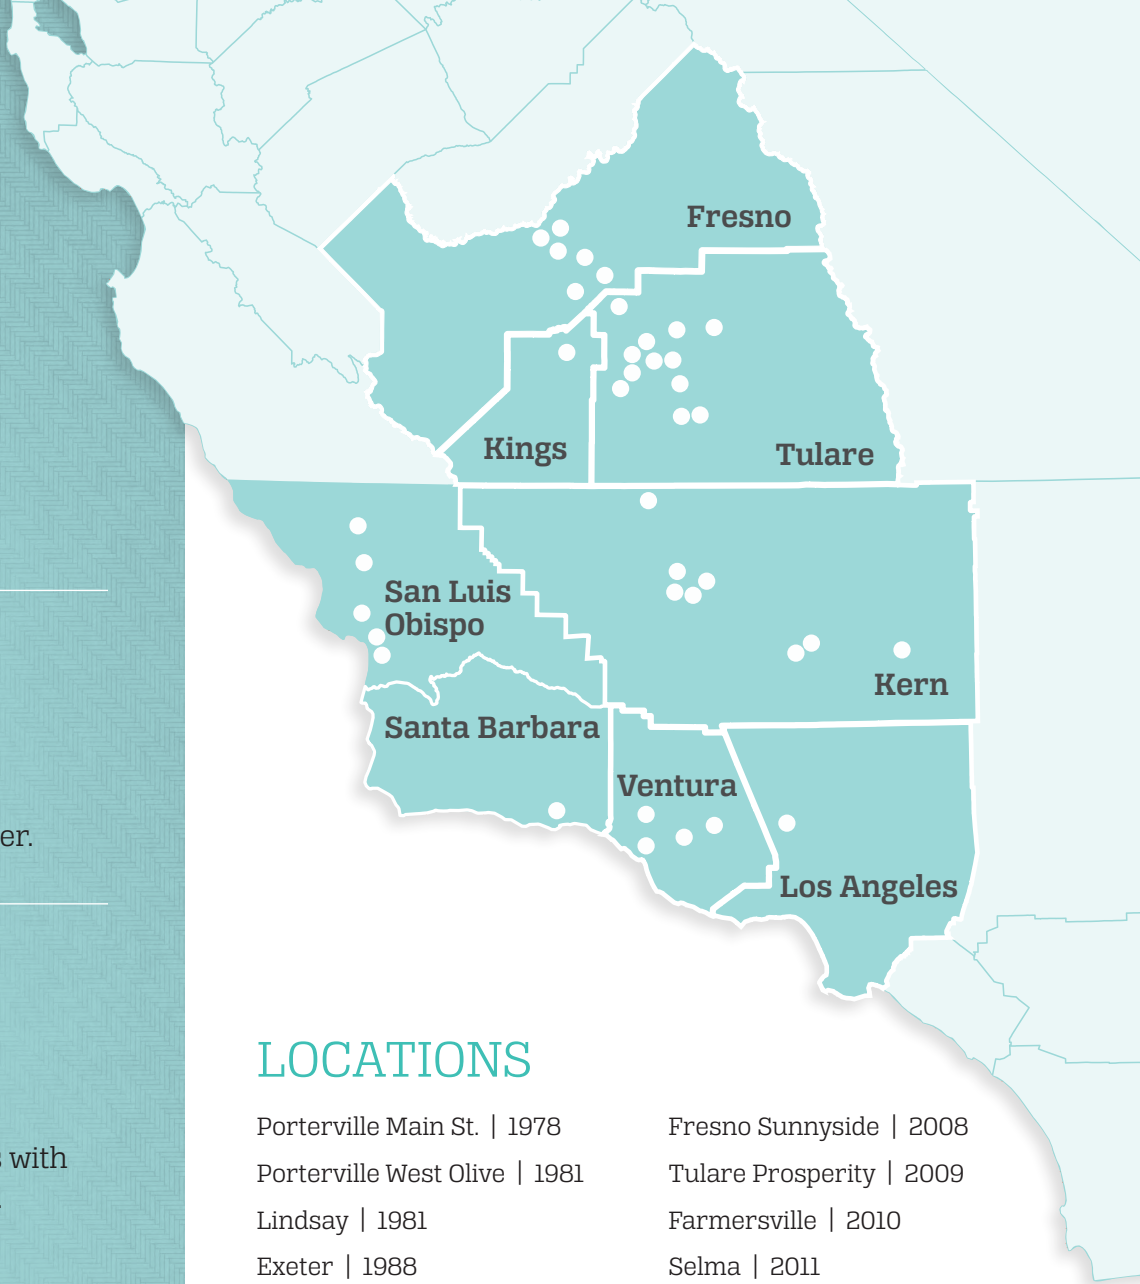 Fresno
Kings
Tulare
San Luis
Obispo
Kern
Santa Barbara
Ventura
Los Angeles
er.
with
LOCATIONS
Porterville Main St. | 1978
Porterville West Olive | 1981
Lindsay | 1981
Exeter | 1988
Fresno Sunnyside | 2008
Tulare Prosperity | 2009
Farmersville | 2010
Selma | 2011